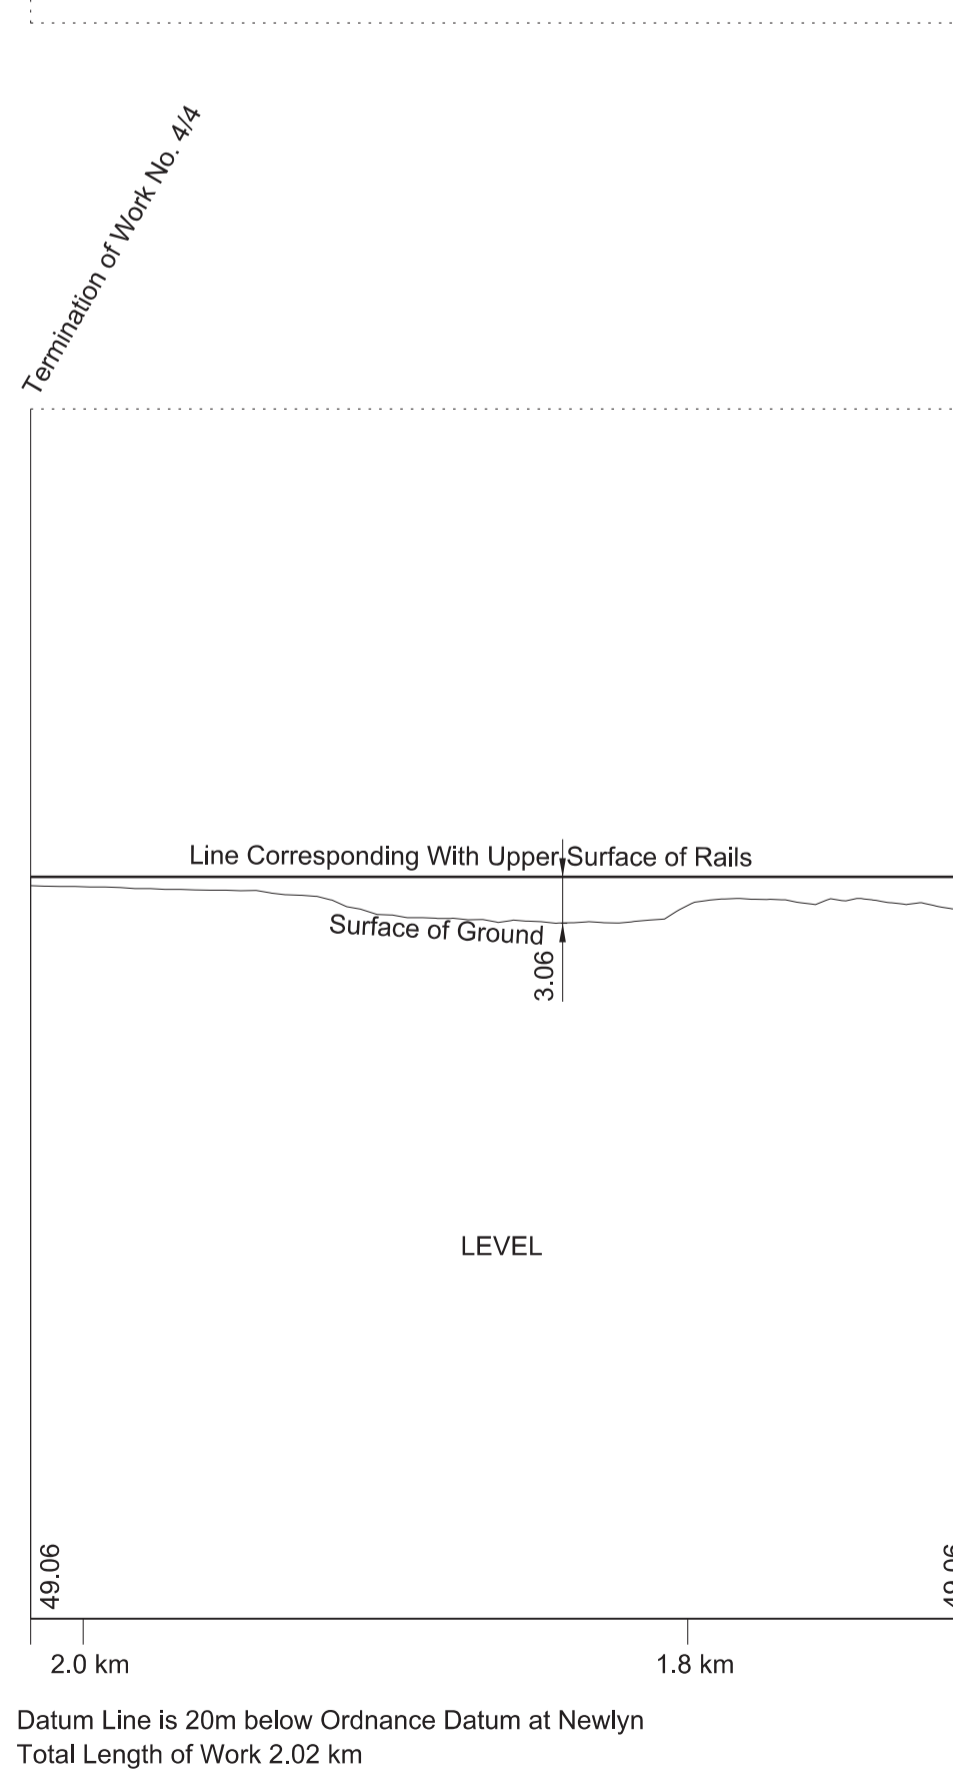 Termination of Work No. 4/4
Line Corresponding With Upper Surface of Rails
Surface of Ground
3.06
LEVEL
49.06
49.06
2.0 km
1.8 km
Datum Line is 20m below Ordnance Datum at Newlyn
Total Length of Work 2.02 km